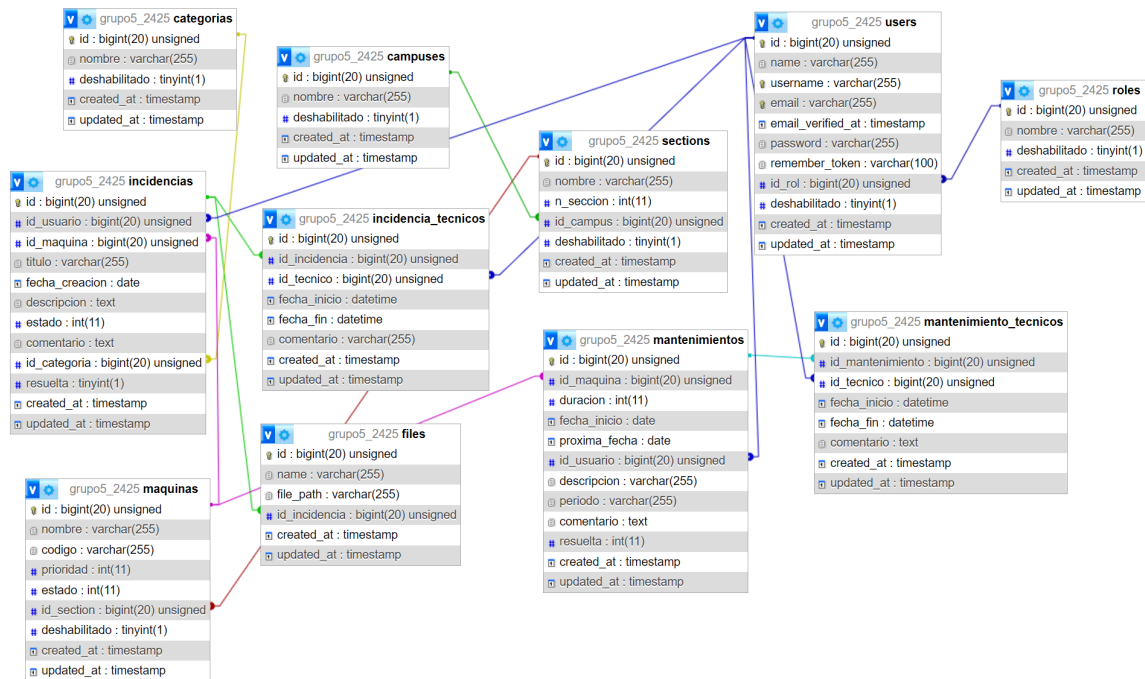 grupo5_2425 categorias
id : bigint(20) unsigned
nombre : varchar(255)
deshabilitado : tinyint(1)
created_at : timestamp
updated_at : timestamp
grupo5_2425 campuses
id : bigint(20) unsigned
nombre : varchar(255)
deshabilitado : tinyint(1)
created_at : timestamp
updated_at : timestamp
grupo5_2425 users
id : bigint(20) unsigned
name : varchar(255)
username : varchar(255)
email : varchar(255)
email_verified_at : timestamp
password : varchar(255)
remember_token : varchar(100)
id_rol : bigint(20) unsigned
deshabilitado : tinyint(1)
created_at : timestamp
updated_at : timestamp
grupo5_2425 roles
id : bigint(20) unsigned
nombre : varchar(255)
deshabilitado : tinyint(1)
created_at : timestamp
updated_at : timestamp
grupo5_2425 sections
id : bigint(20) unsigned
nombre : varchar(255)
n_seccion : int(11)
id_campus : bigint(20) unsigned
deshabilitado : tinyint(1)
created_at : timestamp
updated_at : timestamp
grupo5_2425 incidencias
id : bigint(20) unsigned
id_usuario : bigint(20) unsigned
id_maquina : bigint(20) unsigned
titulo : varchar(255)
fecha_creacion : date
descripcion : text
estado : int(11)
comentario : text
id_categoria : bigint(20) unsigned
resuelta : tinyint(1)
created_at : timestamp
updated_at : timestamp
grupo5_2425 incidencia_tecnicos
id : bigint(20) unsigned
id_incidencia : bigint(20) unsigned
id_tecnico : bigint(20) unsigned
fecha_inicio : datetime
fecha_fin : datetime
comentario : varchar(255)
created_at : timestamp
updated_at : timestamp
grupo5_2425 mantenimiento_tecnicos
id : bigint(20) unsigned
id_mantenimiento : bigint(20) unsigned
id_tecnico : bigint(20) unsigned
fecha_inicio : datetime
fecha_fin : datetime
comentario : text
created_at : timestamp
updated_at : timestamp
grupo5_2425 mantenimientos
id : bigint(20) unsigned
id_maquina : bigint(20) unsigned
duracion : int(11)
fecha_inicio : date
proxima_fecha : date
id_usuario : bigint(20) unsigned
descripcion : varchar(255)
periodo : varchar(255)
comentario : text
resuelta : int(11)
created_at : timestamp
updated_at : timestamp
grupo5_2425 files
id : bigint(20) unsigned
name : varchar(255)
file_path : varchar(255)
id_incidencia : bigint(20) unsigned
created_at : timestamp
updated_at : timestamp
grupo5_2425 maquinas
id : bigint(20) unsigned
nombre : varchar(255)
codigo : varchar(255)
prioridad : int(11)
estado : int(11)
id_section : bigint(20) unsigned
deshabilitado : tinyint(1)
created_at : timestamp
updated_at : timestamp